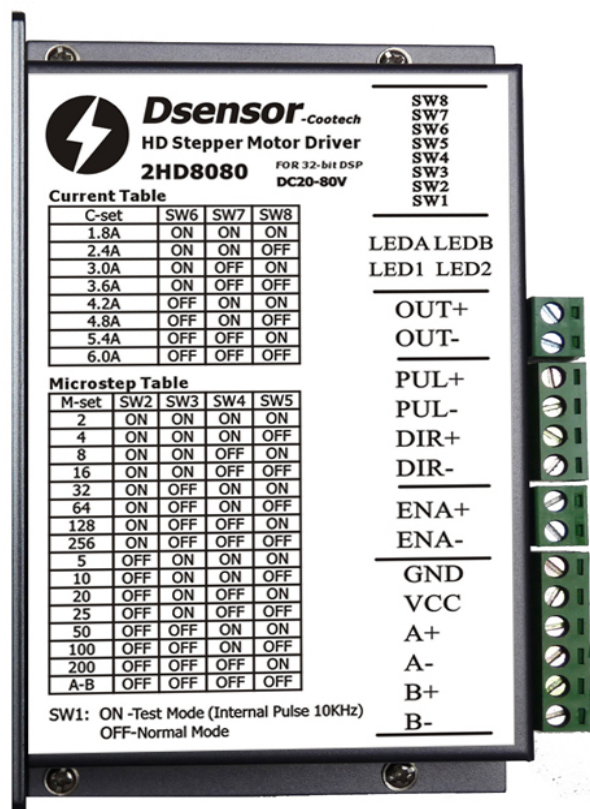 Dsensor-Cootech
HD Stepper Motor Driver
2HD8080 FOR 32-bit DSP
DC20-80V
Current Table
C-set SW6 SW7 SW8
1.8A ON ON ON
2.4A ON ON OFF
3.0A ON OFF ON
3.6A ON OFF OFF
4.2A OFF ON ON
4.8A OFF ON OFF
5.4A OFF OFF ON
6.0A OFF OFF OFF
Microstep Table
M-set SW2 SW3 SW4 SW5
2 ON ON ON ON
4 ON ON ON OFF
8 ON ON OFF ON
16 ON ON OFF OFF
32 ON OFF ON ON
64 ON OFF ON OFF
128 ON OFF OFF ON
256 ON OFF OFF OFF
5 OFF ON ON ON
10 OFF ON ON OFF
20 OFF ON OFF ON
25 OFF ON OFF OFF
50 OFF OFF ON ON
100 OFF OFF ON OFF
200 OFF OFF OFF ON
A-B OFF OFF OFF OFF
SW1: ON -Test Mode (Internal Pulse 10KHz)
OFF-Normal Mode
SW8
SW7
SW6
SW5
SW4
SW3
SW2
SW1
LEDA LEDB
LED1 LED2
OUT+
OUT-
PUL+
PUL-
DIR+
DIR-
ENA+
ENA-
GND
VCC
A+
A-
B+
B-